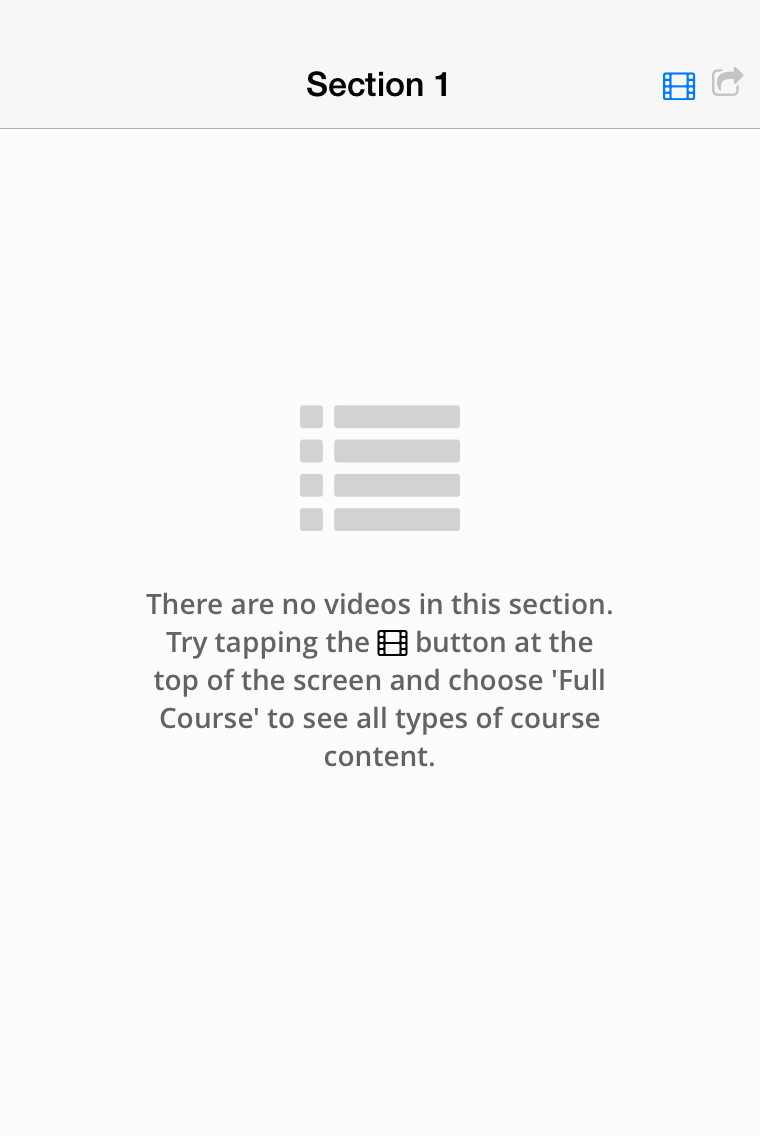 Section 1
There are no videos in this section.
Try tapping the button at the
top of the screen and choose 'Full
Course' to see all types of course
content.